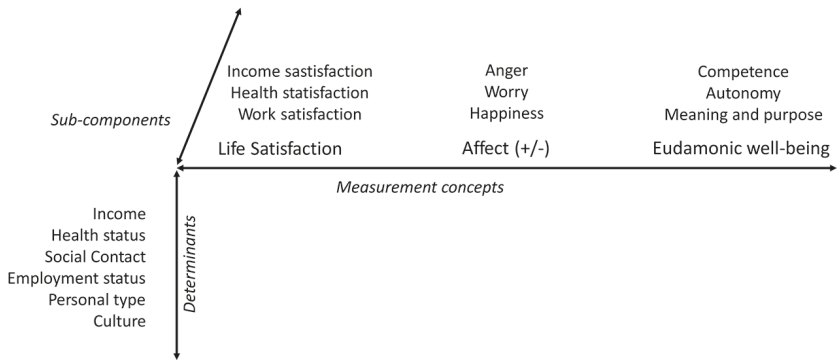 Income sastisfaction
Health statisfaction
Work satisfaction
Anger
Worry
Happiness
Competence
Autonomy
Meaning and purpose
Sub-components
Life Satisfaction
Affect (+/-)
Eudamonic well-being
Measurement concepts
Income
Health status
Social Contact
Employment status
Personal type
Culture
Determinants